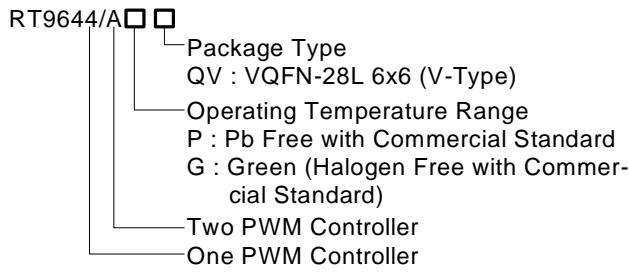 RT9644/A
Package Type
QV : VQFN-28L 6x6 (V-Type)
Operating Temperature Range
P : Pb Free with Commercial Standard
G : Green (Halogen Free with Commer-
cial Standard)
Two PWM Controller
One PWM Controller